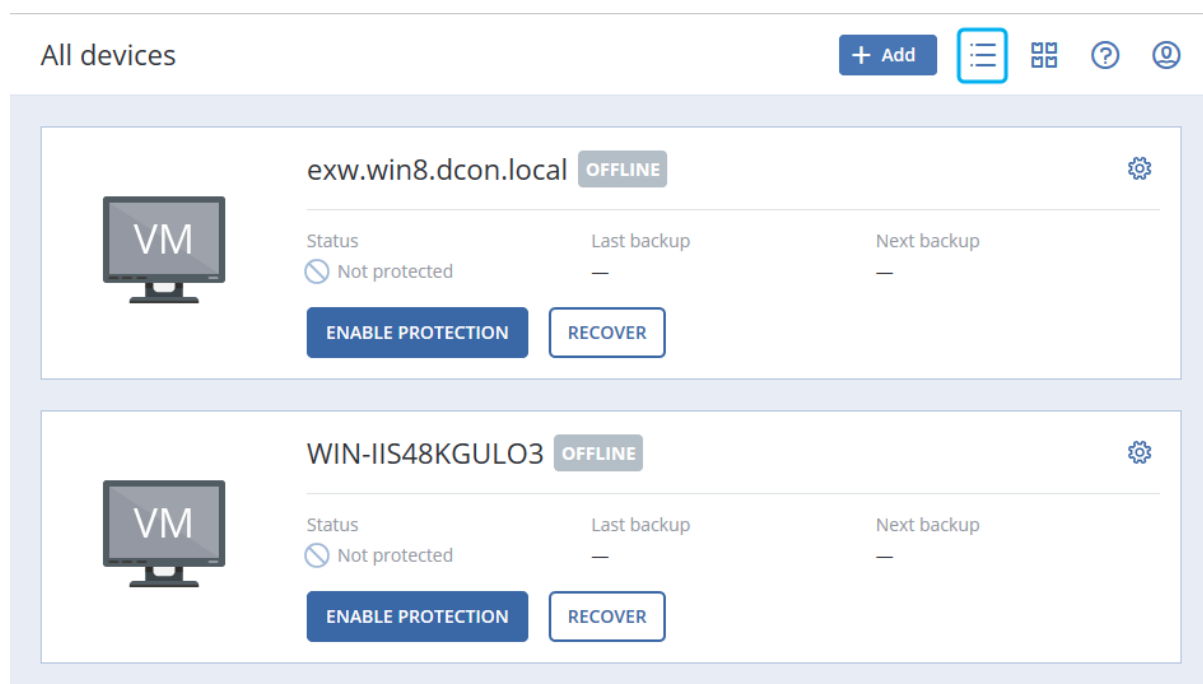 All devices + Add
exw.win8.dcon.local OFFLINE
VM
Status Last backup Next backup
Not protected — —
ENABLE PROTECTION RECOVER
WIN-IIS48KGULO3 OFFLINE
VM
Status Last backup Next backup
Not protected — —
ENABLE PROTECTION RECOVER